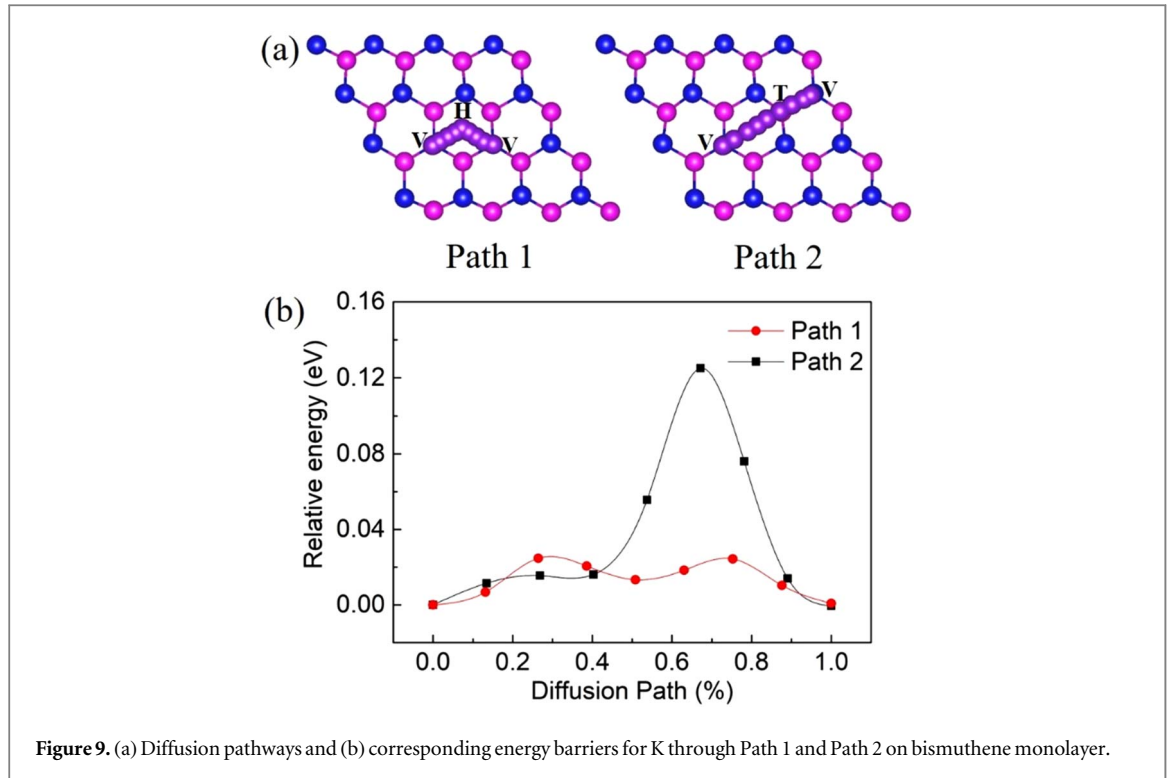 (a)
H
V
V
T
V
V
Path 1
Path 2
(b)
0.16
0.12
0.08
0.04
0.00
Relative energy (eV)
Path 1
Path 2
0.0 0.2 0.4 0.6 0.8 1.0
Diffusion Path (%)
Figure 9. (a) Diffusion pathways and (b) corresponding energy barriers for K through Path 1 and Path 2 on bismuthene monolayer.